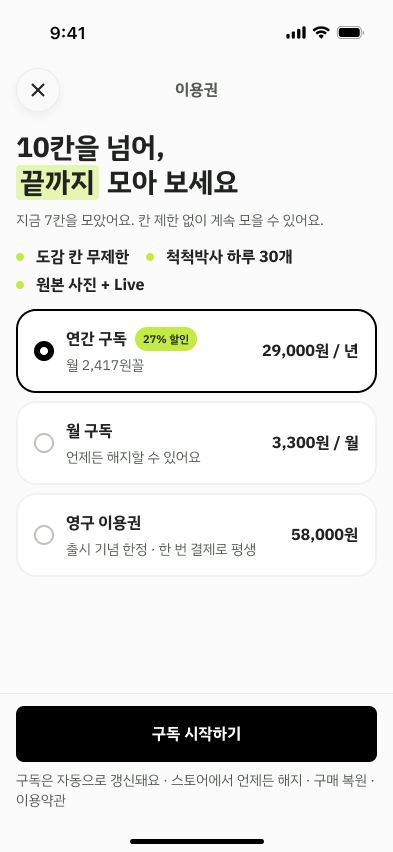 9:41
이용권
10칸을 넘어,
끝까지 모아 보세요
지금 7칸을 모았어요. 칸 제한 없이 계속 모을 수 있어요.
도감 칸 무제한
척척박사 하루 30개
원본 사진 + Live
연간 구독 27% 할인
월 2,417원꼴
29,000원 / 년
월 구독
언제든 해지할 수 있어요
3,300원 / 월
영구 이용권
출시 기념 한정 · 한 번 결제로 평생
58,000원
구독 시작하기
구독은 자동으로 갱신돼요 · 스토어에서 언제든 해지 · 구매 복원 ·
이용약관